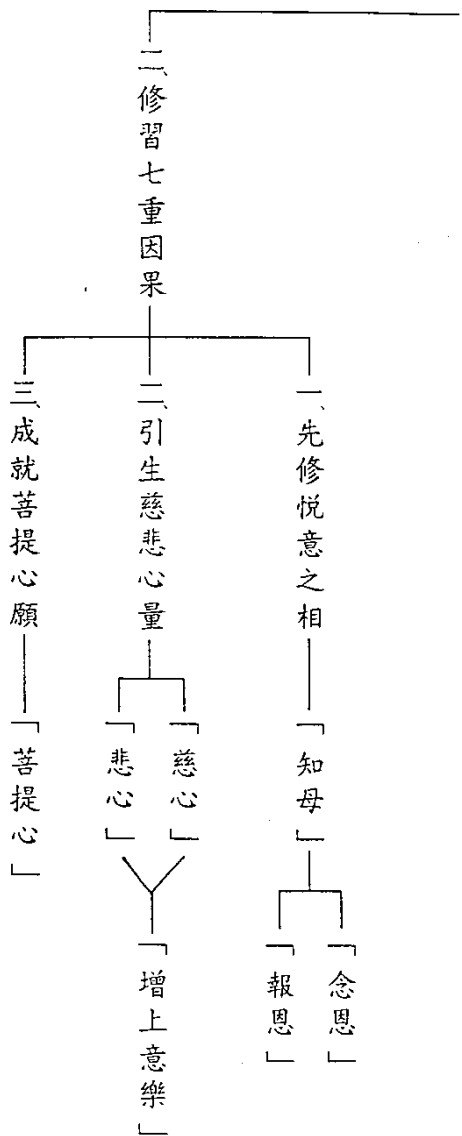 二、修習七重因果
一、先修悅意之相
「知母」
「念恩」
「報恩」
二、引生慈悲心量
「慈心」
「悲心」
「增上意樂」
三、成就菩提心願
「菩提心」